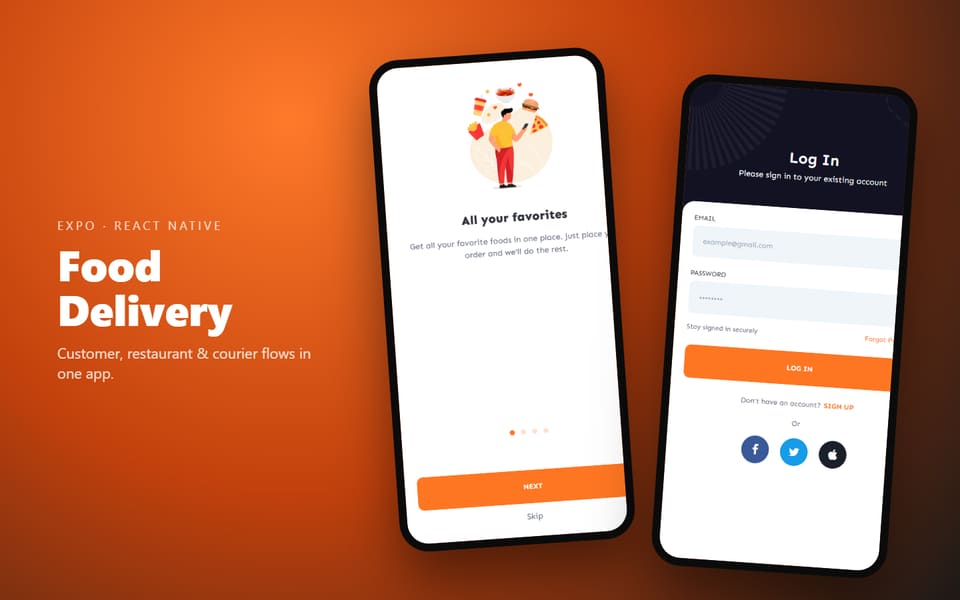 EXPO · REACT NATIVE
Food
Delivery
Customer, restaurant & courier flows in
one app.
All your favorites
Get all your favorite foods in one place, just place
order and we'll do the rest.
NEXT
Skip
Log In
Please sign in to your existing account
EMAIL
example@gmail.com
PASSWORD
••••••••
Stay signed in securely
Forgot
LOG IN
Don't have an account? SIGN UP
Or